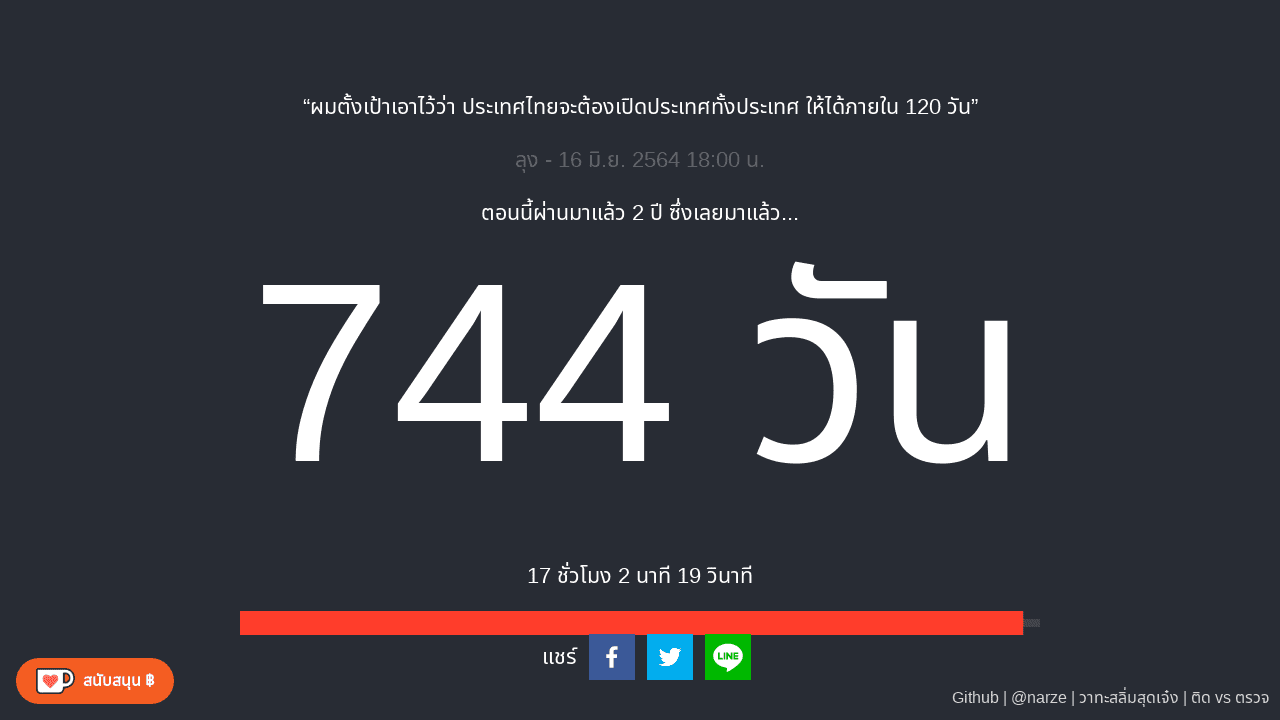 “ผมตั้งเป้าเอาไว้ว่า ประเทศไทยจะต้องเปิดประเทศทั้งประเทศ ให้ได้ภายใน 120 วัน”
ลุง - 16 มิ.ย. 2564 18:00 น.
ตอนนี้ผ่านมาแล้ว 2 ปี ซึ่งเลยมาแล้ว...
744 วัน
17 ชั่วโมง 2 นาที 19 วินาที
แชร์ LINE
สนับสนุน ฿
Github | @narze | วาทะสลิ่มสุดเจ๋ง | ติด vs ตรวจ